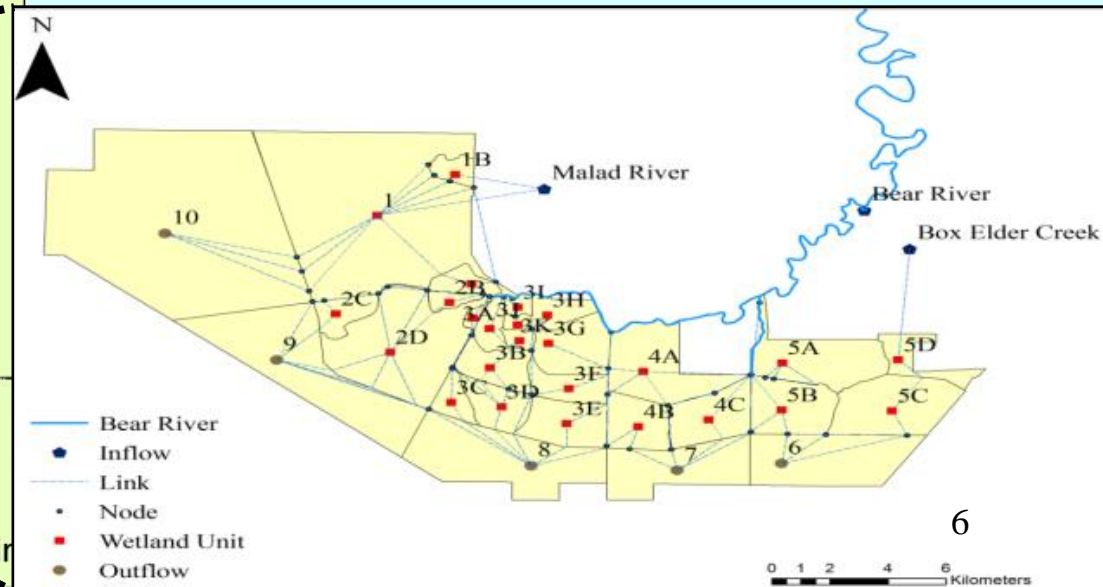 N
1B
Malad River
1
10
Bear River
Box Elder Creek
2B
3I
3H
2C
3A
3J
3K
3G
9
2D
3B
4A
5A
5D
3C
3D
3F
3E
4B
4C
5B
5C
8
7
6
Bear River
Inflow
Link
Node
Wetland Unit
Outflow
6
0 1 2 4 6
Kilometers